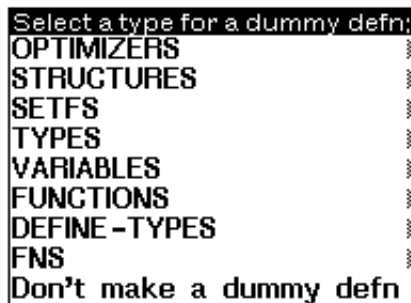 Select a type for a dummy defn:
OPTIMIZERS
STRUCTURES
SETFS
TYPES
VARIABLES
FUNCTIONS
DEFINE-TYPES
FNS
Don't make a dummy defn